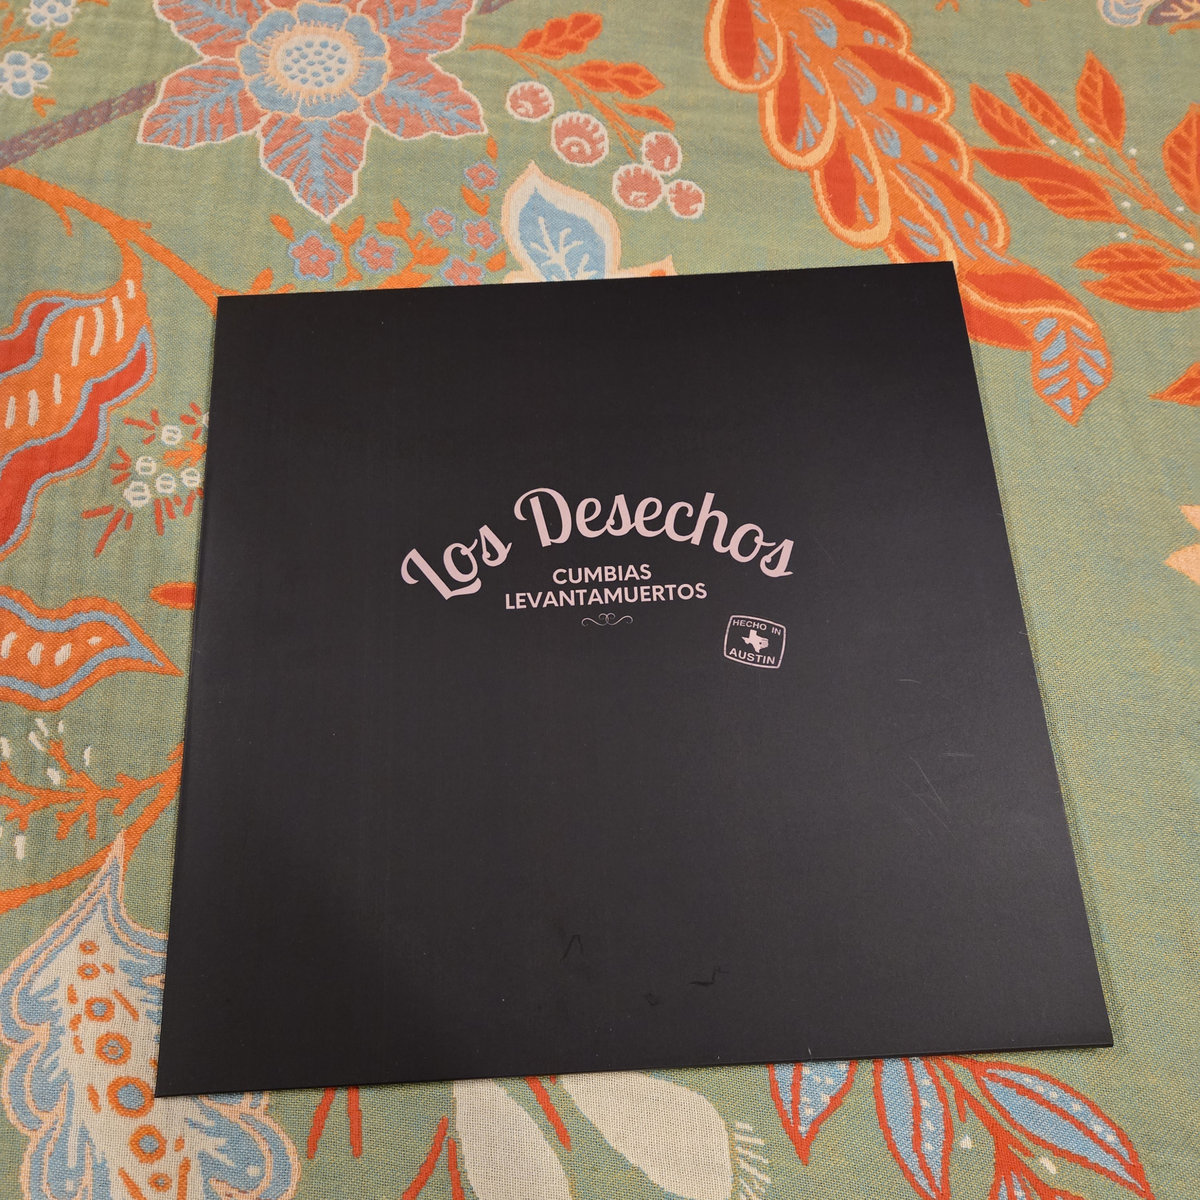 Los Desechos
CUMBIAS
LEVANTAMUERTOS
HECHO IN
AUSTIN